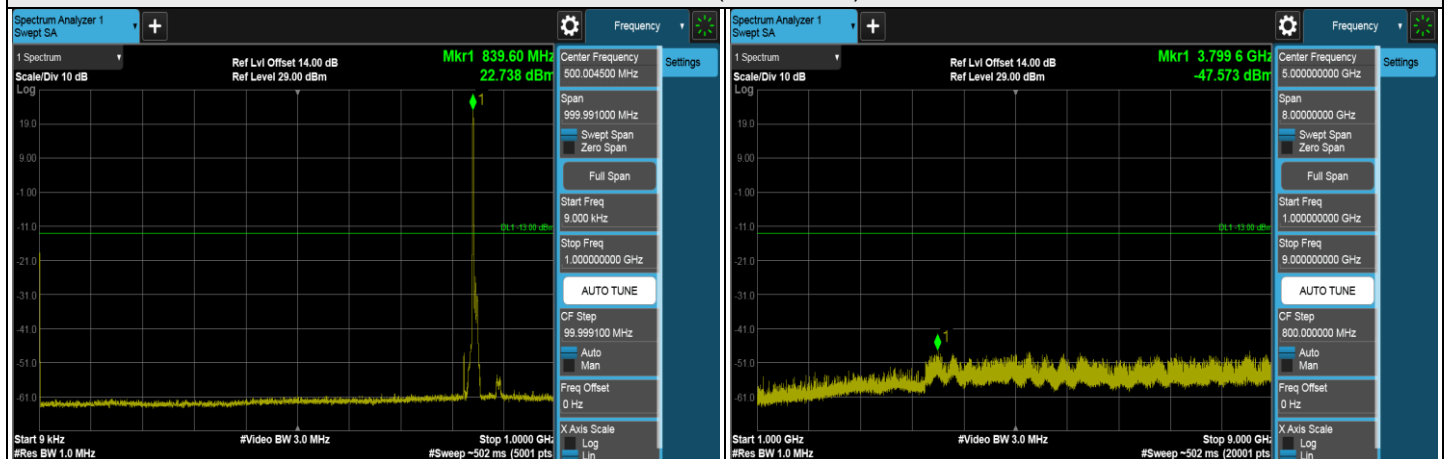 Spectrum Analyzer 1
Swept SA
+
Frequency
1 Spectrum
Scale/Div 10 dB
Log
Ref Lvl Offset 14.00 dB
Ref Level 29.00 dBm
Mkr1 839.60 MHz
22.738 dBm
1
19.0
9.00
-1.00
-11.0
DL1 -13.00 dBm
-21.0
-31.0
-41.0
-51.0
-61.0
Start 9 kHz
#Res BW 1.0 MHz
#Video BW 3.0 MHz
Stop 1.0000 GHz
#Sweep ~502 ms (5001 pts
Center Frequency
500.004500 MHz
Settings
Span
999.991000 MHz
Swept Span
Zero Span
Full Span
Start Freq
9.000 kHz
Stop Freq
1.000000000 GHz
AUTO TUNE
CF Step
99.999100 MHz
Auto
Man
Freq Offset
0 Hz
X Axis Scale
Log
Lin
Spectrum Analyzer 1
Swept SA
+
Frequency
1 Spectrum
Scale/Div 10 dB
Log
Ref Lvl Offset 14.00 dB
Ref Level 29.00 dBm
Mkr1 3.799 6 GHz
-47.573 dBm
19.0
9.00
-1.00
-11.0
DL1 -13.00 dBm
-21.0
-31.0
-41.0
1
-51.0
-61.0
Start 1.000 GHz
#Res BW 1.0 MHz
#Video BW 3.0 MHz
Stop 9.000 GHz
#Sweep ~502 ms (20001 pts
Center Frequency
5.000000000 GHz
Settings
Span
8.00000000 GHz
Swept Span
Zero Span
Full Span
Start Freq
1.000000000 GHz
Stop Freq
9.000000000 GHz
AUTO TUNE
CF Step
800.000000 MHz
Auto
Man
Freq Offset
0 Hz
X Axis Scale
Log
Lin